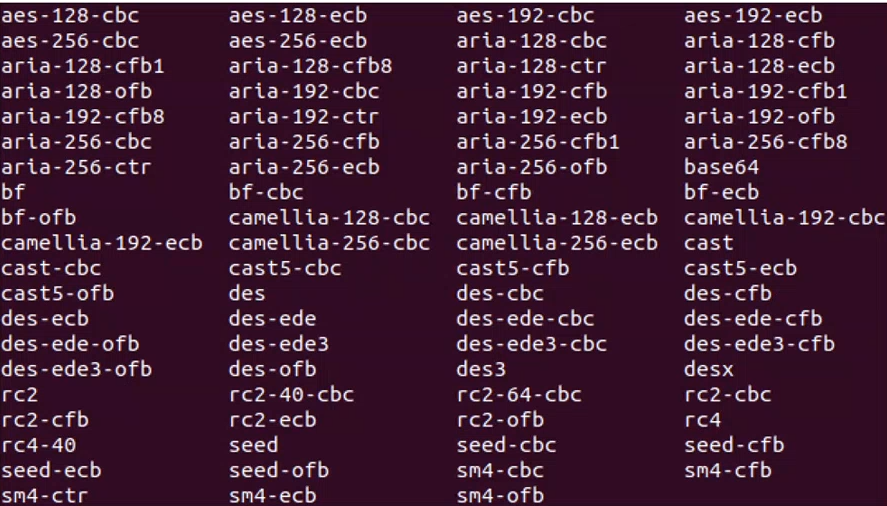 aes-128-cbc aes-128-ecb aes-192-cbc aes-192-ecb
aes-256-cbc aes-256-ecb aria-128-cbc aria-128-cfb
aria-128-cfb1 aria-128-cfb8 aria-128-ctr aria-128-ecb
aria-128-ofb aria-192-cbc aria-192-cfb aria-192-cfb1
aria-192-cfb8 aria-192-ctr aria-192-ecb aria-192-ofb
aria-256-cbc aria-256-cfb aria-256-cfb1 aria-256-cfb8
aria-256-ctr aria-256-ecb aria-256-ofb base64
bf bf-cbc bf-cfb bf-ecb
bf-ofb camellia-128-cbc camellia-128-ecb camellia-192-cbc
camellia-192-ecb camellia-256-cbc camellia-256-ecb cast
cast-cbc cast5-cbc cast5-cfb cast5-ecb
cast5-ofb des des-cbc des-cfb
des-ecb des-ede des-ede-cbc des-ede-cfb
des-ede-ofb des-ede3 des-ede3-cbc des-ede3-cfb
des-ede3-ofb des-ofb des3 desx
rc2 rc2-40-cbc rc2-64-cbc rc2-cbc
rc2-cfb rc2-ecb rc2-ofb rc4
rc4-40 seed seed-cbc seed-cfb
seed-ecb seed-ofb sm4-cbc sm4-cfb
sm4-ctr sm4-ecb sm4-ofb